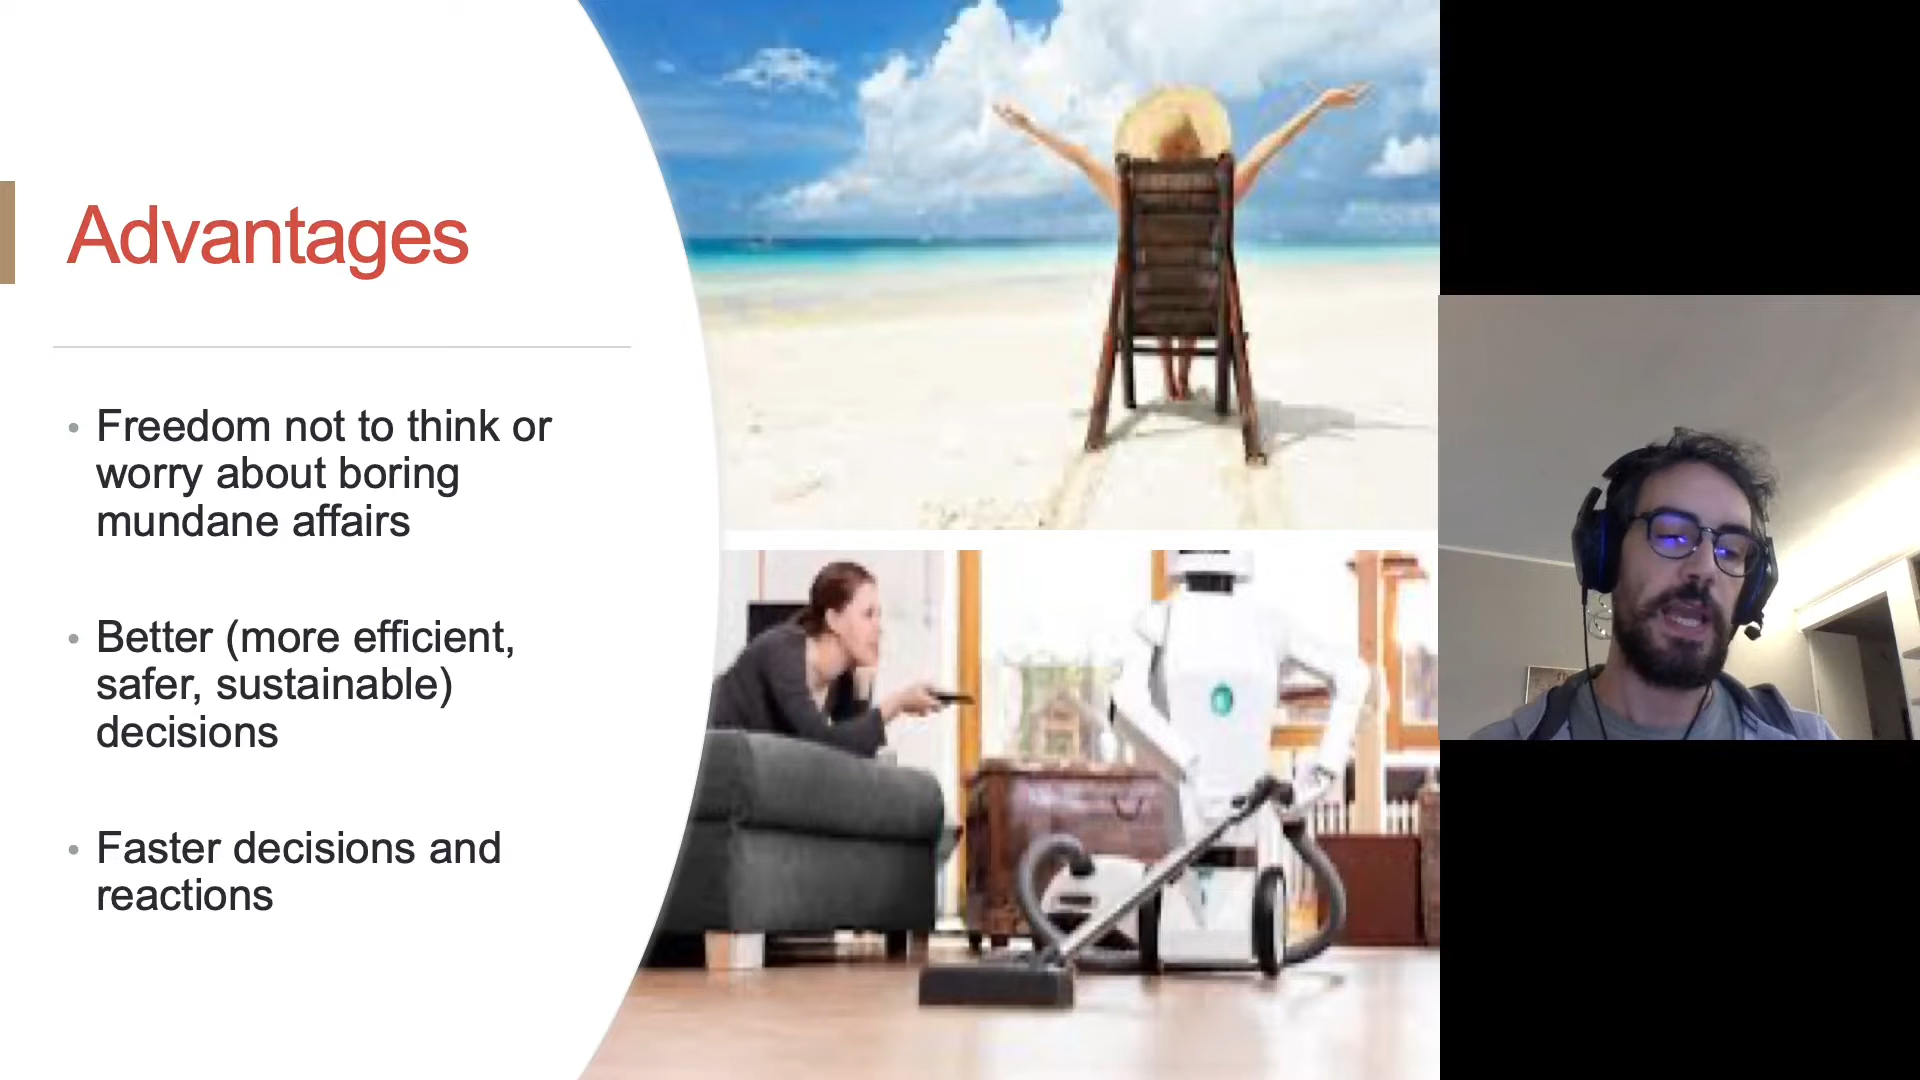 Advantages
• Freedom not to think or
worry about boring
mundane affairs
• Better (more efficient,
safer, sustainable)
decisions
• Faster decisions and
reactions